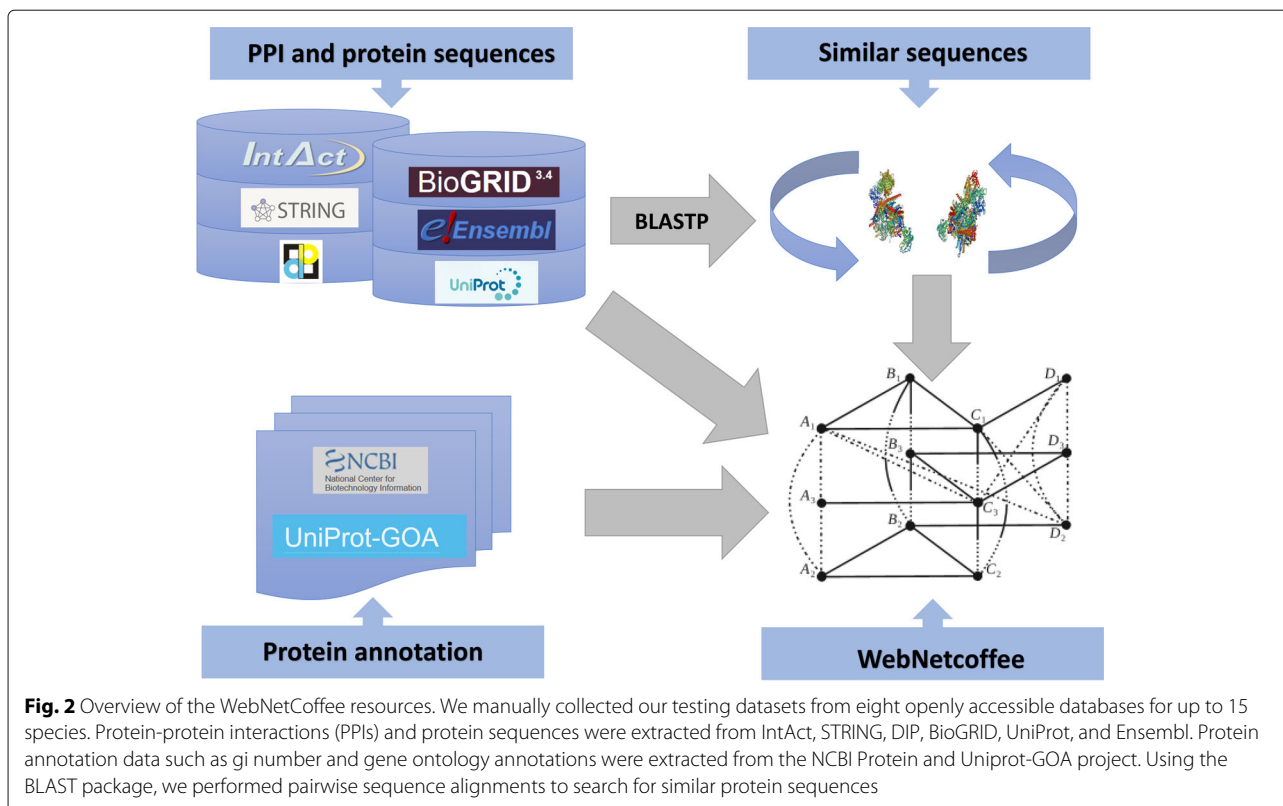 PPI and protein sequences
Similar sequences
IntAct
STRING
dip
BioGRID 3.4
e!Ensembl
UniProt
BLASTP
NCBI
National Center for
Biotechnology Information
UniProt-GOA
B1
D1
A1
C1
B3
D3
A3
C3
B2
D2
A2
C2
Protein annotation
WebNetcoffee
Fig. 2 Overview of the WebNetCoffee resources. We manually collected our testing datasets from eight openly accessible databases for up to 15
species. Protein-protein interactions (PPIs) and protein sequences were extracted from IntAct, STRING, DIP, BioGRID, UniProt, and Ensembl. Protein
annotation data such as gi number and gene ontology annotations were extracted from the NCBI Protein and Uniprot-GOA project. Using the
BLAST package, we performed pairwise sequence alignments to search for similar protein sequences